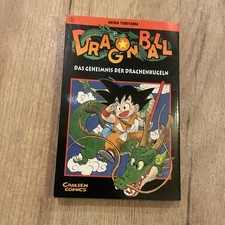 AKIRA TORIYAMA
DRAGON BALL
DAS GEHEIMNIS DER DRACHENKUGELN
CARLSEN
COMICS